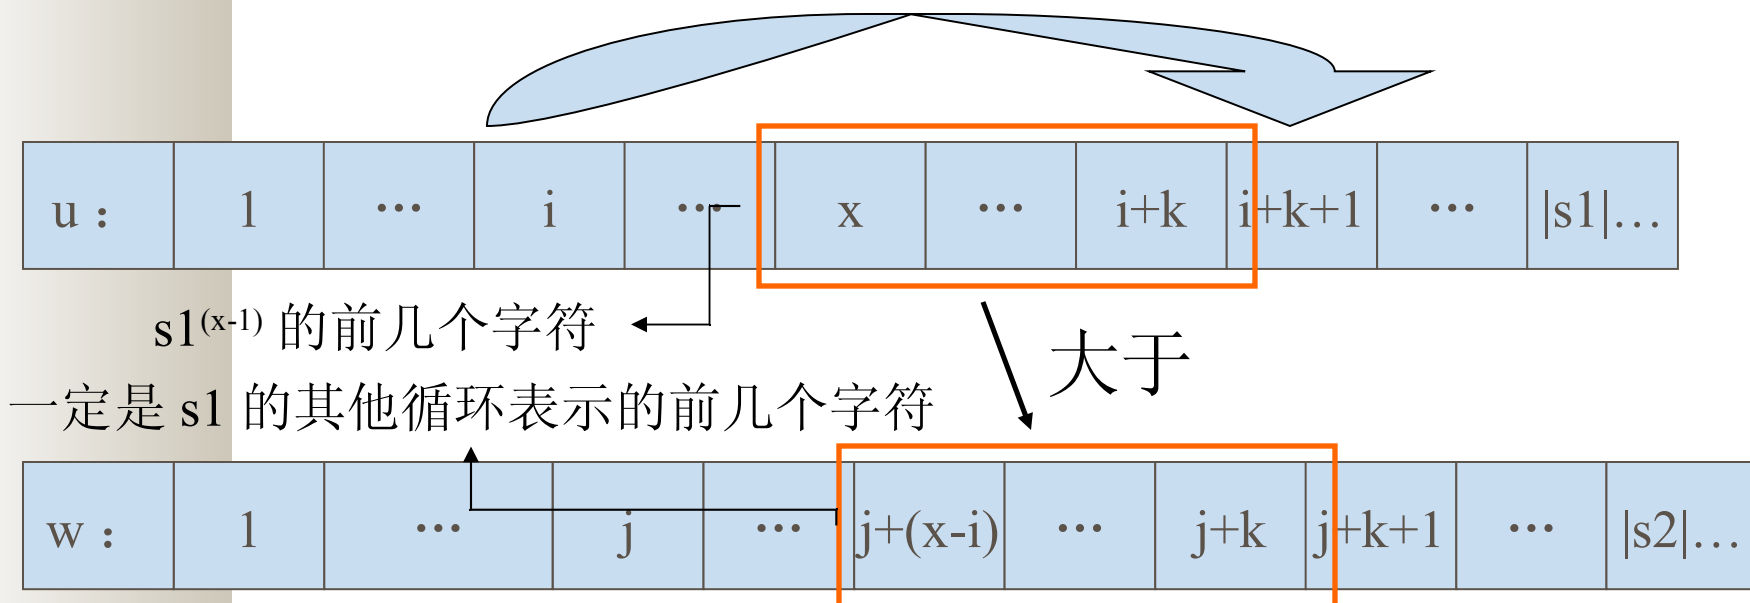 u： 1 … i … x … i+k i+k+1 … |s1|…
s1(x-1) 的前几个字符
大于
一定是 s1 的其他循环表示的前几个字符
w： 1 … j … j+(x-i) … j+k j+k+1 … |s2|…